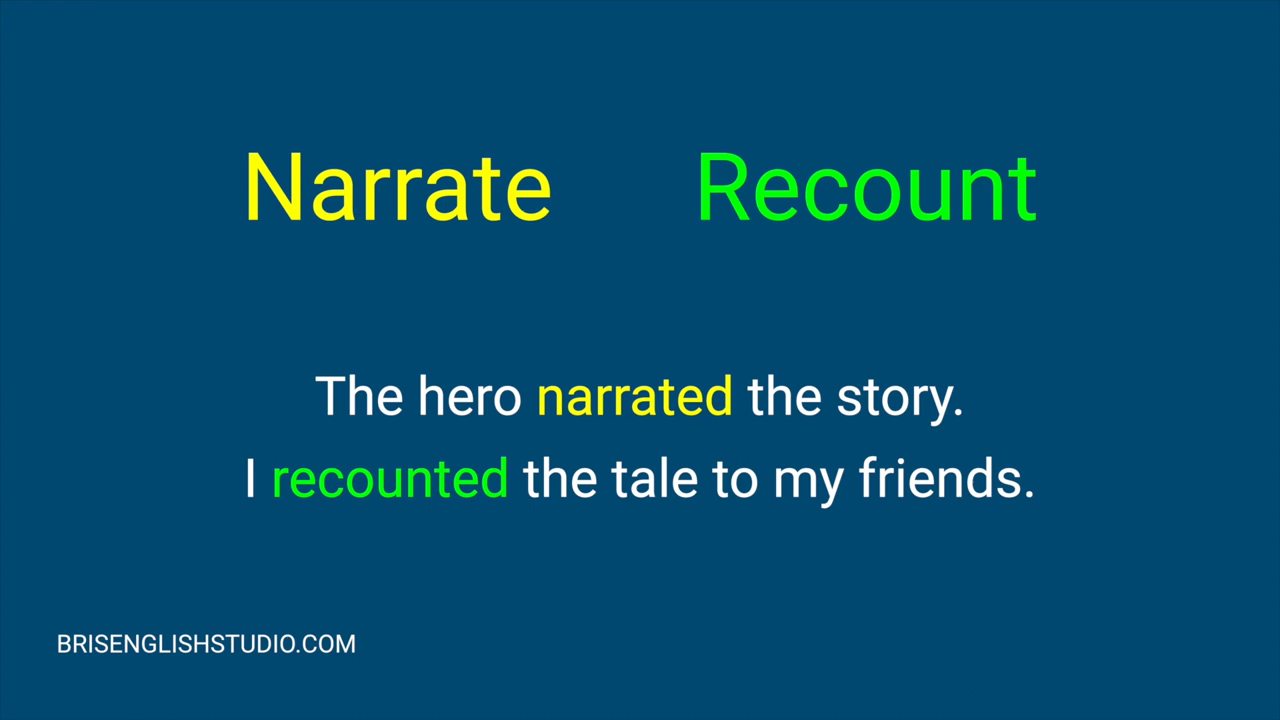 Narrate Recount
The hero narrated the story.
I recounted the tale to my friends.
BRISENGLISHSTUDIO.COM